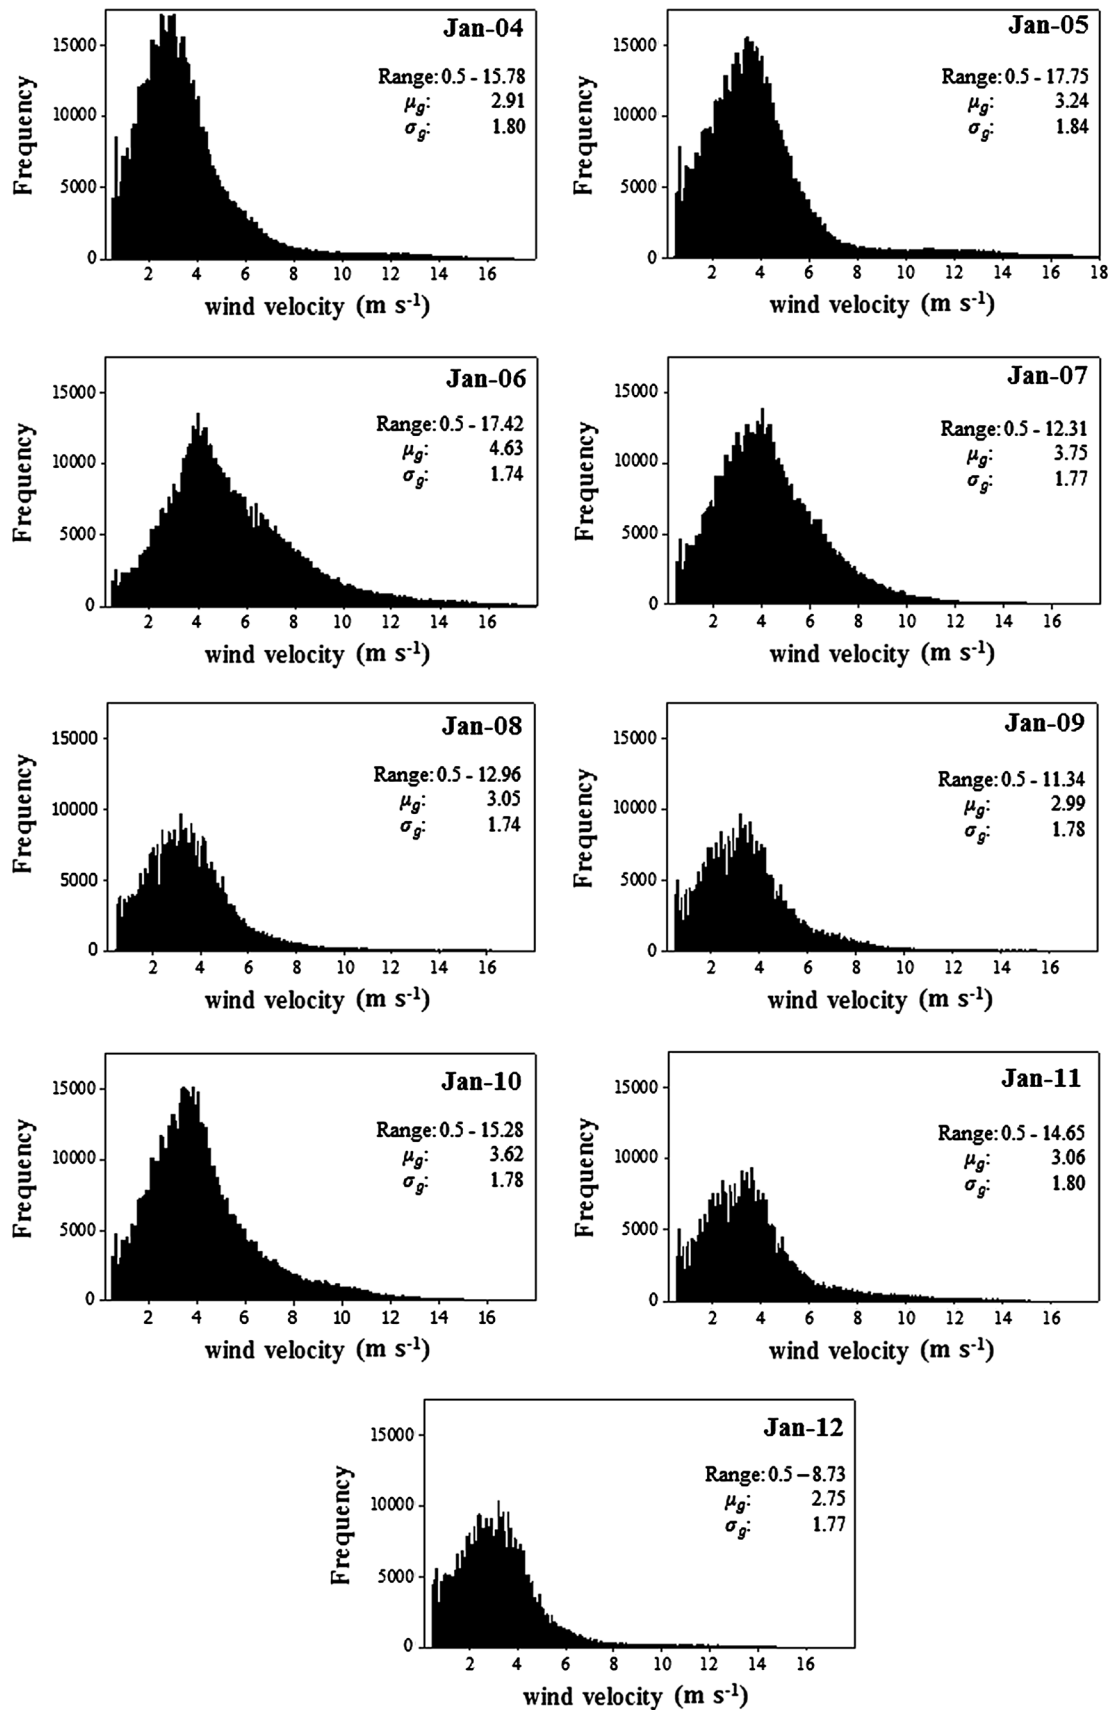 Jan-04
Range: 0.5 - 15.78
μg: 2.91
σg: 1.80
Frequency
15000
10000
5000
0
2 4 6 8 10 12 14 16
wind velocity (m s-1)
Jan-05
Range: 0.5 - 17.75
μg: 3.24
σg: 1.84
Frequency
15000
10000
5000
0
2 4 6 8 10 12 14 16 18
wind velocity (m s-1)
Jan-06
Range: 0.5 - 17.42
μg: 4.63
σg: 1.74
Frequency
15000
10000
5000
0
2 4 6 8 10 12 14 16
wind velocity (m s-1)
Jan-07
Range: 0.5 - 12.31
μg: 3.75
σg: 1.77
Frequency
15000
10000
5000
0
2 4 6 8 10 12 14 16
wind velocity (m s-1)
Jan-08
Range: 0.5 - 12.96
μg: 3.05
σg: 1.74
Frequency
15000
10000
5000
0
2 4 6 8 10 12 14 16
wind velocity (m s-1)
Jan-09
Range: 0.5 - 11.34
μg: 2.99
σg: 1.78
Frequency
15000
10000
5000
0
2 4 6 8 10 12 14 16
wind velocity (m s-1)
Jan-10
Range: 0.5 - 15.28
μg: 3.62
σg: 1.78
Frequency
15000
10000
5000
0
2 4 6 8 10 12 14 16
wind velocity (m s-1)
Jan-11
Range: 0.5 - 14.65
μg: 3.06
σg: 1.80
Frequency
15000
10000
5000
0
2 4 6 8 10 12 14 16
wind velocity (m s-1)
Jan-12
Range: 0.5 – 8.73
μg: 2.75
σg: 1.77
Frequency
15000
10000
5000
0
2 4 6 8 10 12 14 16
wind velocity (m s-1)